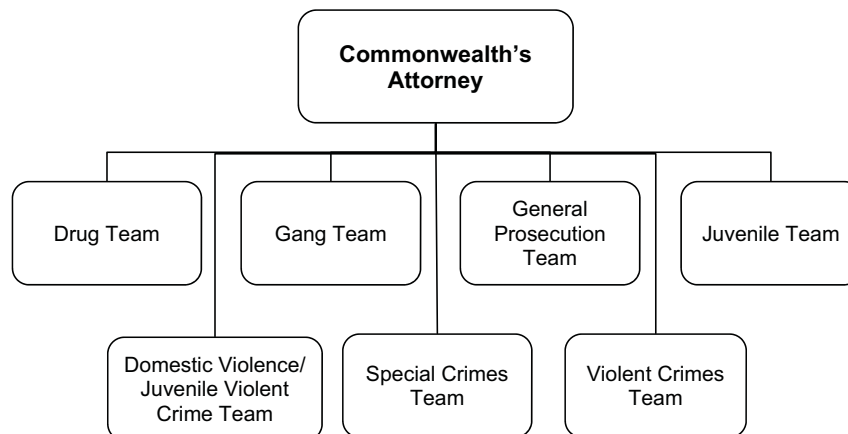 Commonwealth’s
Attorney
Drug Team
Gang Team
General
Prosecution
Team
Juvenile Team
Domestic Violence/
Juvenile Violent
Crime Team
Special Crimes
Team
Violent Crimes
Team